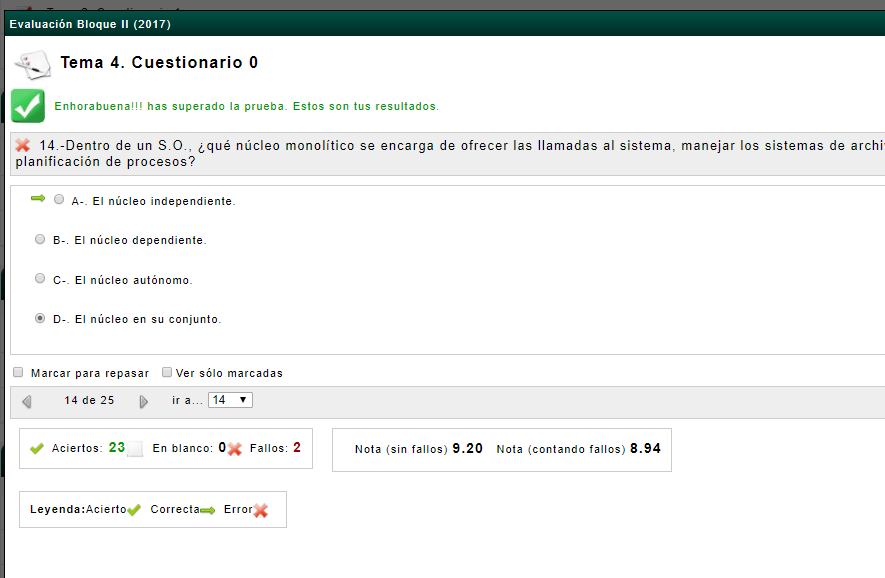 Evaluación Bloque II (2017)
Tema 4. Cuestionario 0
Enhorabuena!!! has superado la prueba. Estos son tus resultados.
14.-Dentro de un S.O., ¿qué núcleo monolítico se encarga de ofrecer las llamadas al sistema, manejar los sistemas de archi
planificación de procesos?
A-. El núcleo independiente.
B-. El núcleo dependiente.
C-. El núcleo autónomo.
D-. El núcleo en su conjunto.
Marcar para repasar Ver sólo marcadas
14 de 25 ir a... 14
Aciertos: 23 En blanco: 0 Fallos: 2 Nota (sin fallos) 9.20 Nota (contando fallos) 8.94
Leyenda:Acierto Correcta Error